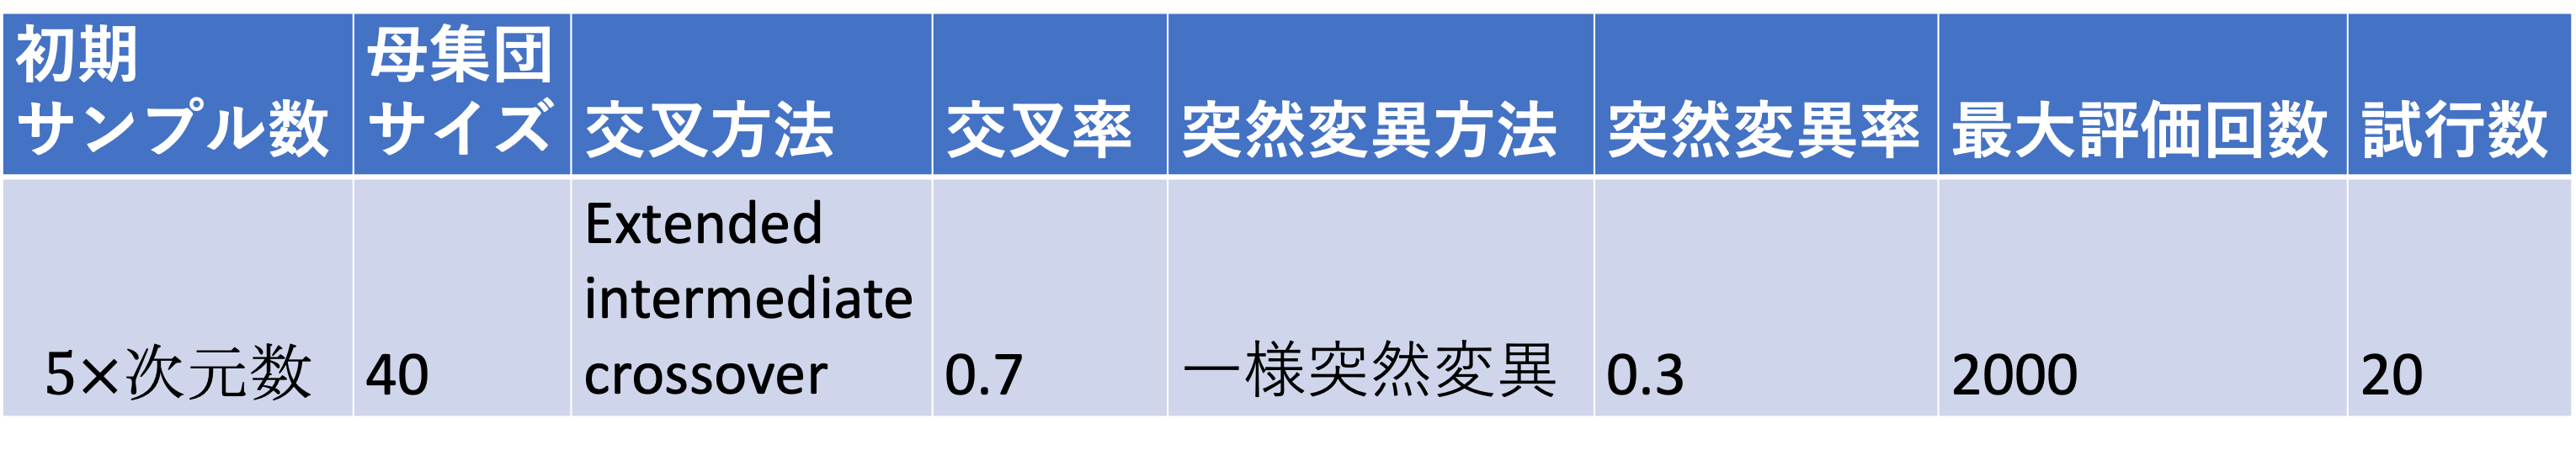 初期
サンプル数
母集団
サイズ
交叉方法
交叉率
突然変異方法
突然変異率
最大評価回数
試行数
5×次元数
40
Extended
intermediate
crossover
0.7
一様突然変異
0.3
2000
20